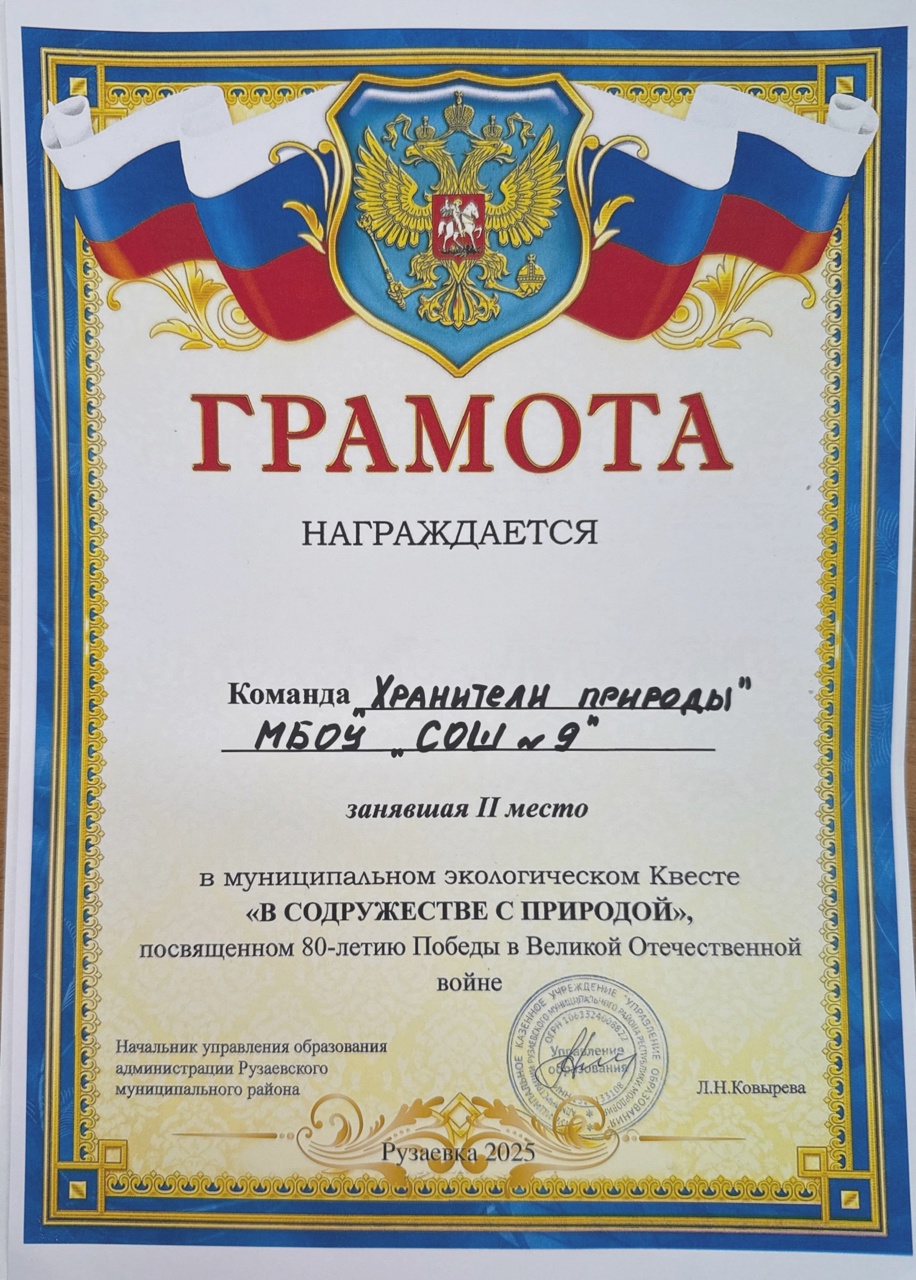 ГРАМОТА
НАГРАЖДАЕТСЯ
Команда „Хранители природы"
МБОУ „СОШ №9"
занявшая II место
в муниципальном экологическом Квесте
«В СОДРУЖЕСТВЕ С ПРИРОДОЙ»,
посвященном 80-летию Победы в Великой Отечественной
войне
Начальник управления образования
администрации Рузаевского
муниципального района
Управление
образования
Л.Н.Ковырева
Рузаевка 2025